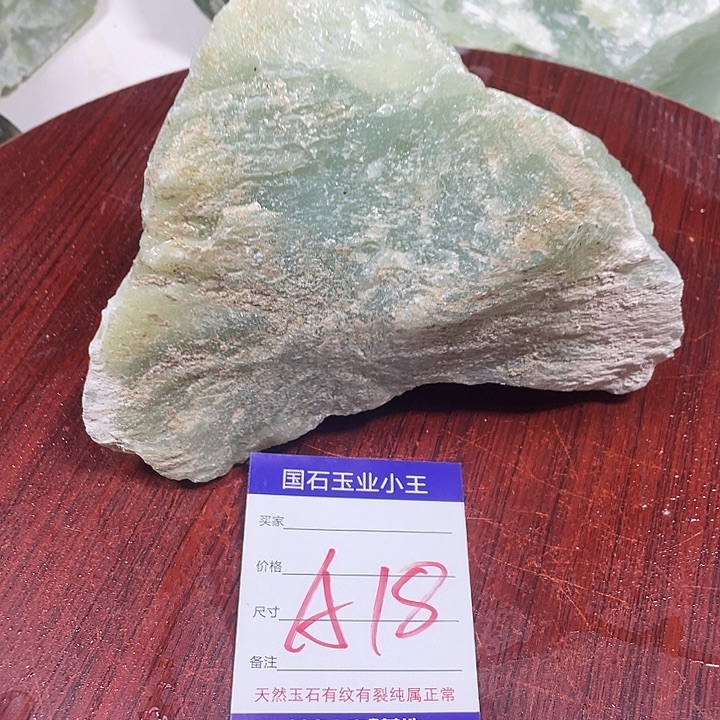 国石玉业小王
买家
价格
A18
尺寸
备注
天然玉石有纹有裂纯属正常